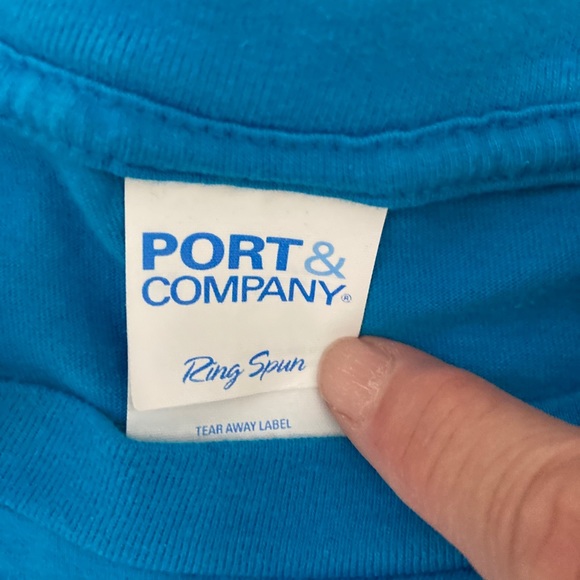 PORT &
COMPANY®
Ring Spun
TEAR AWAY LABEL